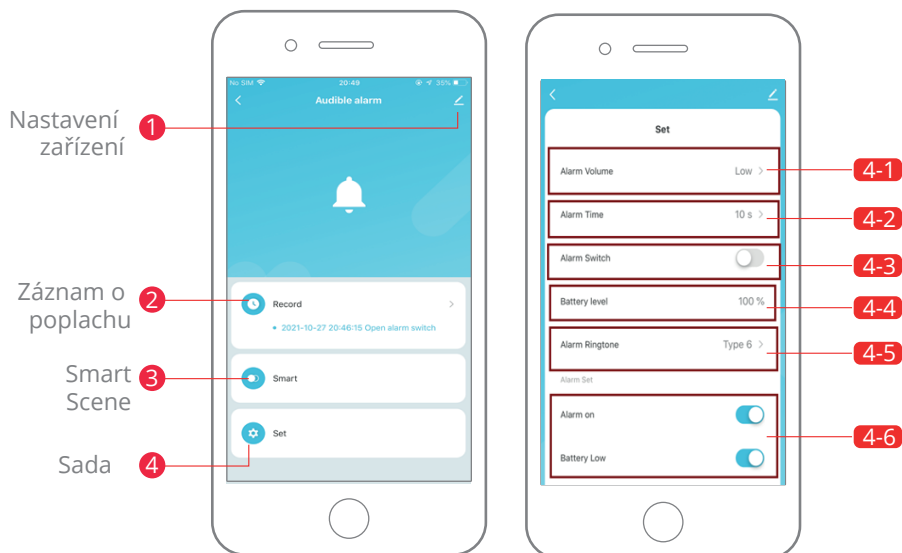 Nastavení
zařízení
1
Záznam o
poplachu
2
Smart
Scene
3
Sada
4
No SIM 20:49 35%
Audible alarm
Record
• 2021-10-27 20:46:15 Open alarm switch
Smart
Set
Set
Alarm Volume Low
4-1
Alarm Time 10 s
4-2
Alarm Switch
4-3
Battery level 100 %
4-4
Alarm Ringtone Type 6
4-5
Alarm Set
Alarm on
4-6
Battery Low